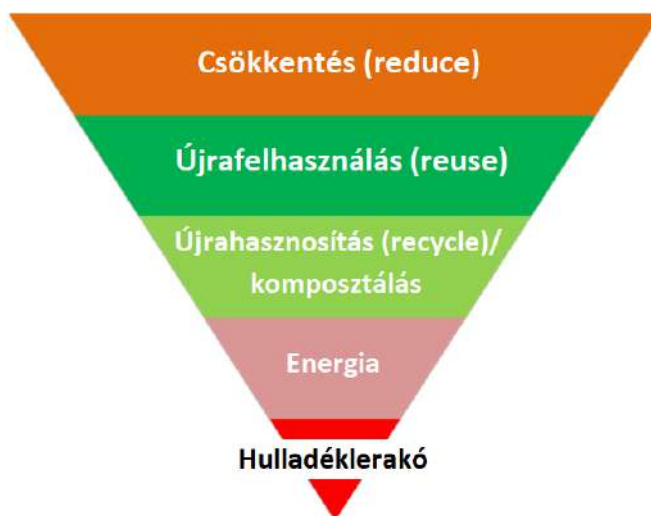 Csökkentés (reduce)
Újrafelhasználás (reuse)
Újrahasznosítás (recycle)/
komposztálás
Energia
Hulladéklerakó